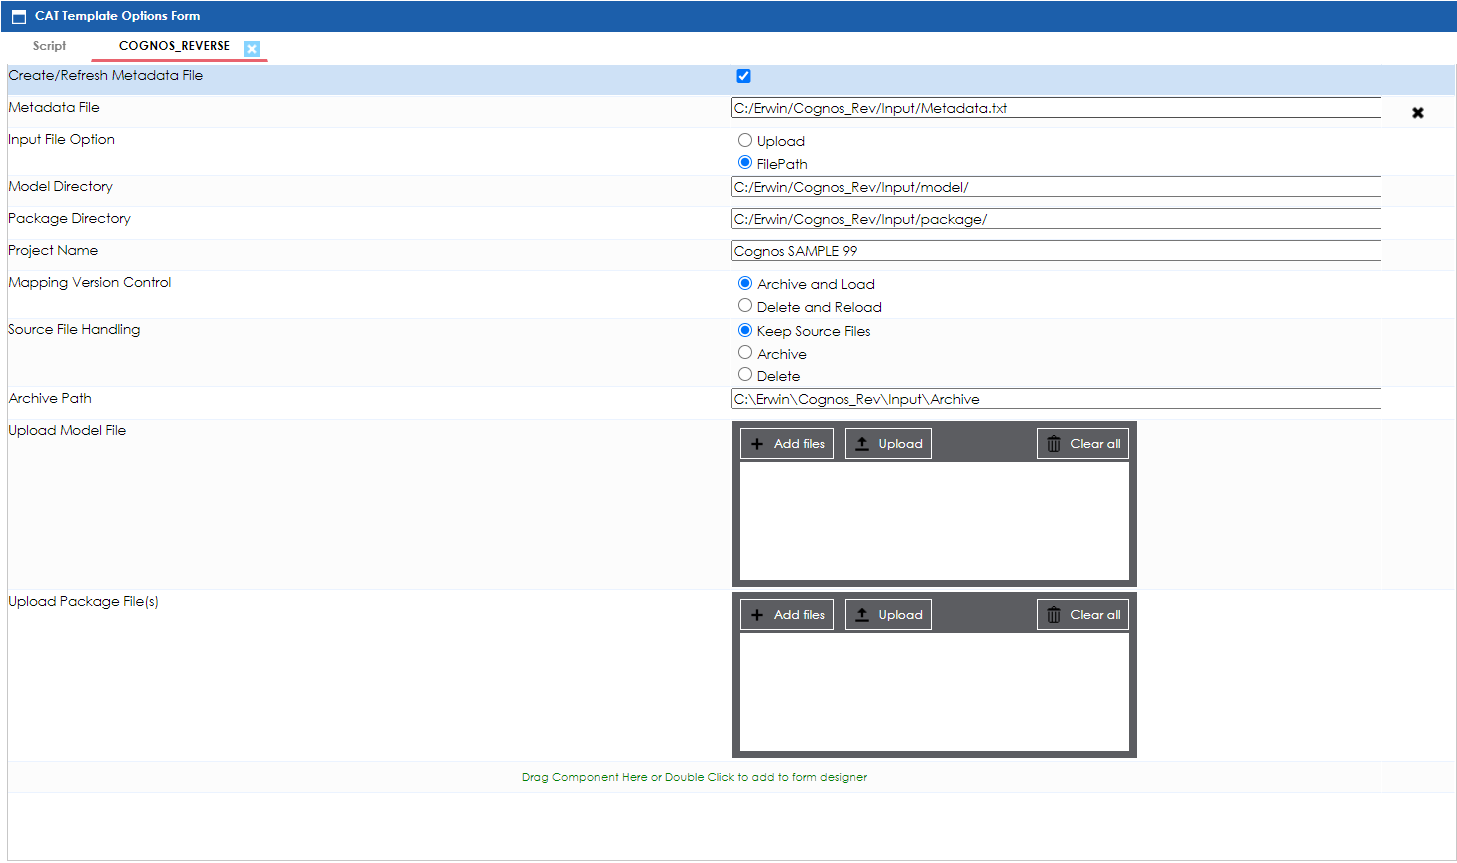 CAT Template Options Form
Script
COGNOS_REVERSE
Create/Refresh Metadata File
Metadata File
C:/Erwin/Cognos_Rev/Input/Metadata.txt
Input File Option
Upload
FilePath
Model Directory
C:/Erwin/Cognos_Rev/Input/model/
Package Directory
C:/Erwin/Cognos_Rev/Input/package/
Project Name
Cognos SAMPLE 99
Mapping Version Control
Archive and Load
Delete and Reload
Source File Handling
Keep Source Files
Archive
Delete
Archive Path
C:\Erwin\Cognos_Rev\Input\Archive
Upload Model File
Add files
Upload
Clear all
Upload Package File(s)
Add files
Upload
Clear all
Drag Component Here or Double Click to add to form designer